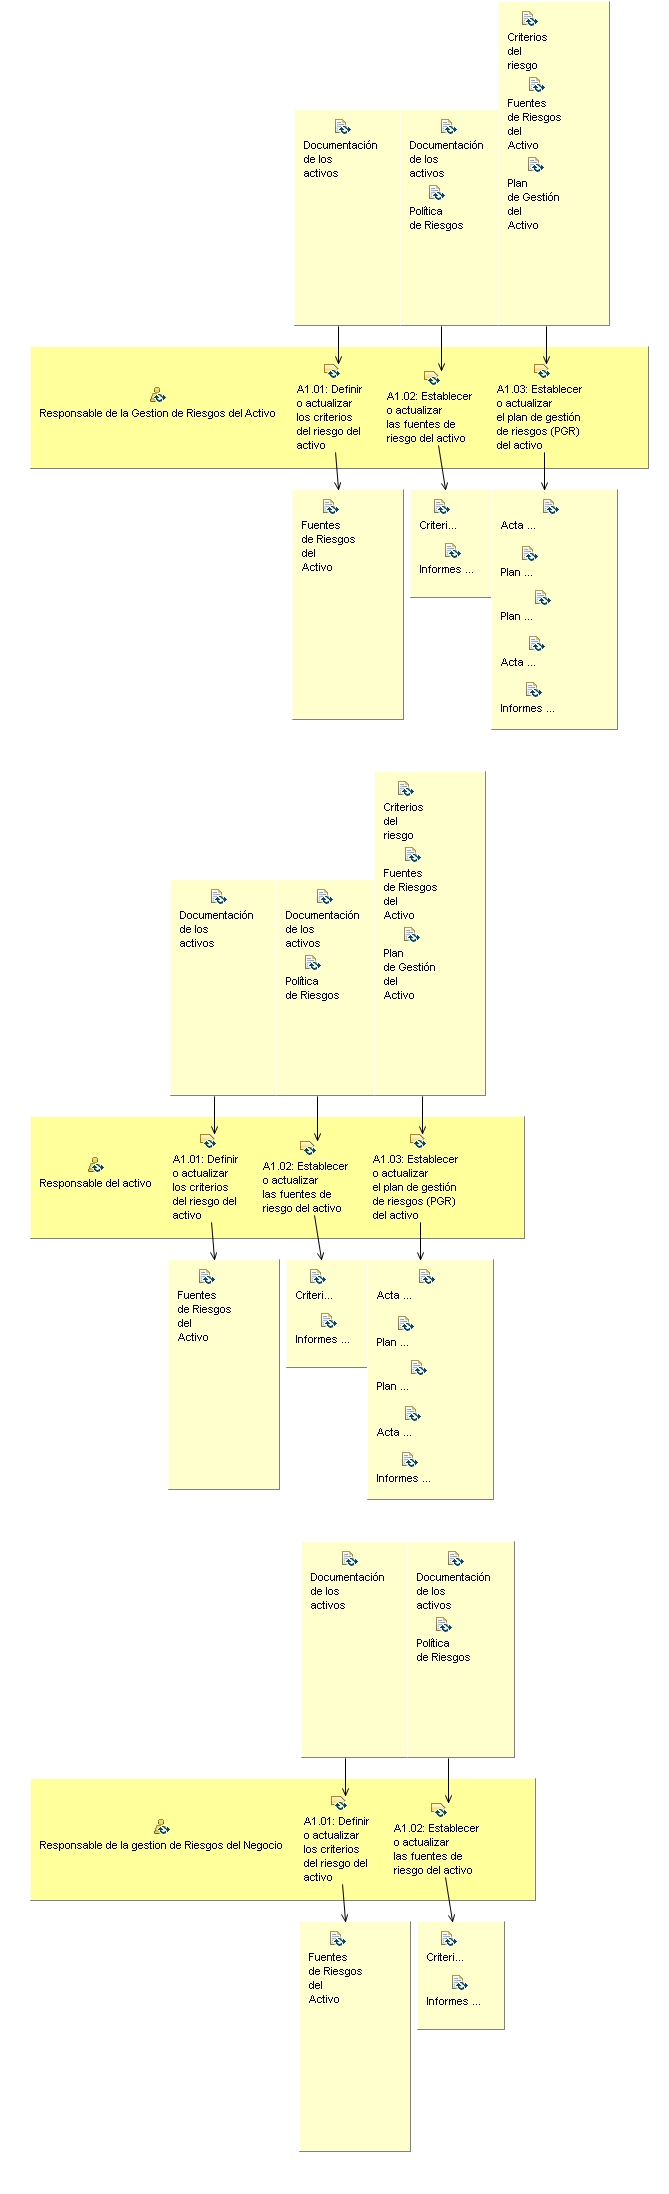 Criterios
del
riesgo
Fuentes
de Riesgos
del
Activo
Plan
de Gestión
del
Activo
Documentación
de los
activos
Documentación
de los
activos
Política
de Riesgos
Responsable de la Gestion de Riesgos del Activo
A1.01: Definir
o actualizar
los criterios
del riesgo del
activo
A1.02: Establecer
o actualizar
las fuentes de
riesgo del activo
A1.03: Establecer
o actualizar
el plan de gestión
de riesgos (PGR)
del activo
Fuentes
de Riesgos
del
Activo
Criteri...
Informes ...
Acta ...
Plan ...
Plan ...
Acta ...
Informes ...
Criterios
del
riesgo
Fuentes
de Riesgos
del
Activo
Plan
de Gestión
del
Activo
Documentación
de los
activos
Documentación
de los
activos
Política
de Riesgos
Responsable del activo
A1.01: Definir
o actualizar
los criterios
del riesgo del
activo
A1.02: Establecer
o actualizar
las fuentes de
riesgo del activo
A1.03: Establecer
o actualizar
el plan de gestión
de riesgos (PGR)
del activo
Fuentes
de Riesgos
del
Activo
Criteri...
Informes ...
Acta ...
Plan ...
Plan ...
Acta ...
Informes ...
Documentación
de los
activos
Documentación
de los
activos
Política
de Riesgos
Responsable de la gestion de Riesgos del Negocio
A1.01: Definir
o actualizar
los criterios
del riesgo del
activo
A1.02: Establecer
o actualizar
las fuentes de
riesgo del activo
Fuentes
de Riesgos
del
Activo
Criteri...
Informes ...